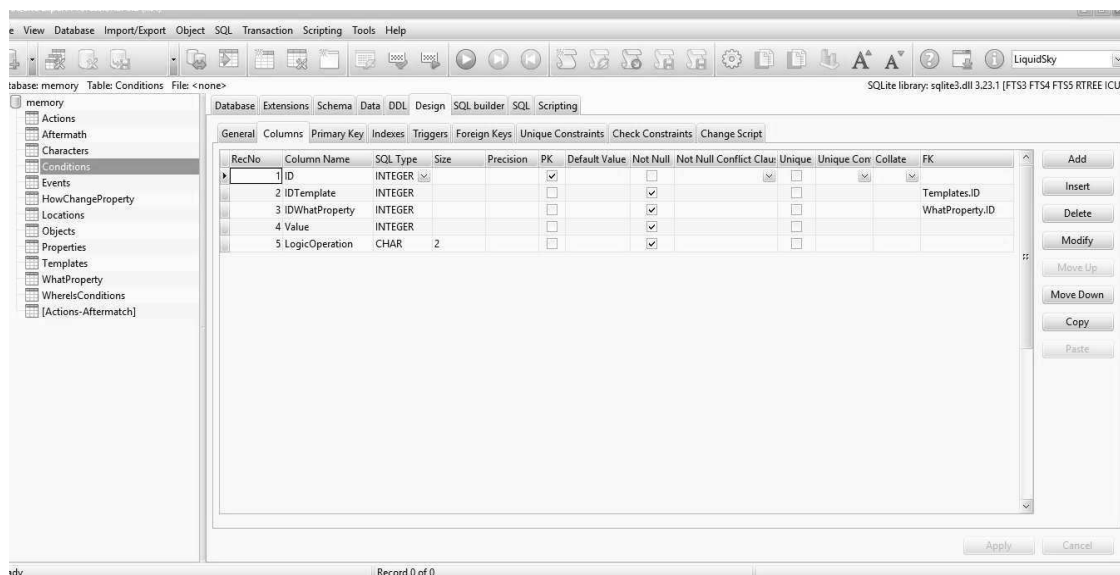 e View Database Import/Export Object SQL Transaction Scripting Tools Help
LiquidSky
tabase: memory Table: Conditions File: <none>
SQLite library: sqlite3.dll 3.23.1 [FTS3 FTS4 FTS5 RTREE ICU
memory
Actions
Aftermath
Characters
Conditions
Events
HowChangeProperty
Locations
Objects
Properties
Templates
WhatProperty
WhereIsConditions
[Actions-Aftermatch]
Database Extensions Schema Data DDL Design SQL builder SQL Scripting
General Columns Primary Key Indexes Triggers Foreign Keys Unique Constraints Check Constraints Change Script
RecNo Column Name SQL Type Size Precision PK Default Value Not Null Not Null Conflict Clau Unique Unique Con Collate FK
1 ID INTEGER
2 IDTemplate INTEGER Templates.ID
3 IDWhatProperty INTEGER WhatProperty.ID
4 Value INTEGER
5 LogicOperation CHAR 2
Add
Insert
Delete
Modify
Move Up
Move Down
Copy
Paste
Apply Cancel
ady Record 0 of 0